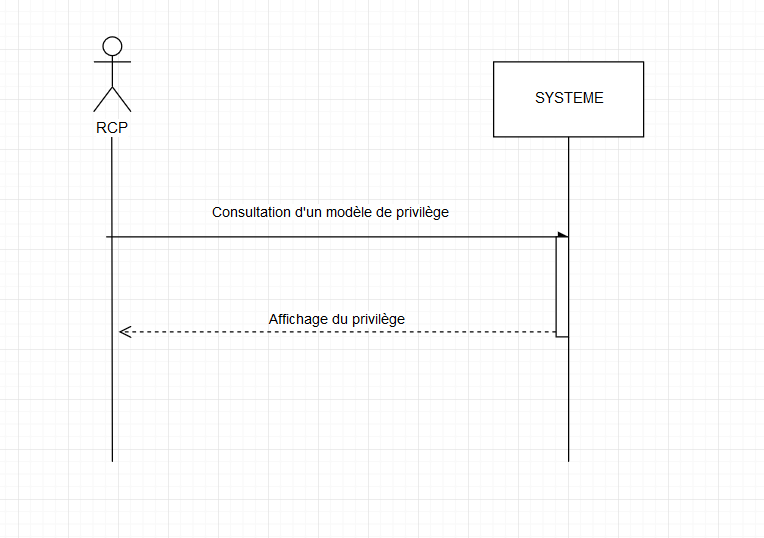 SYSTEME
RCP
Consultation d'un modèle de privilège
Affichage du privilège